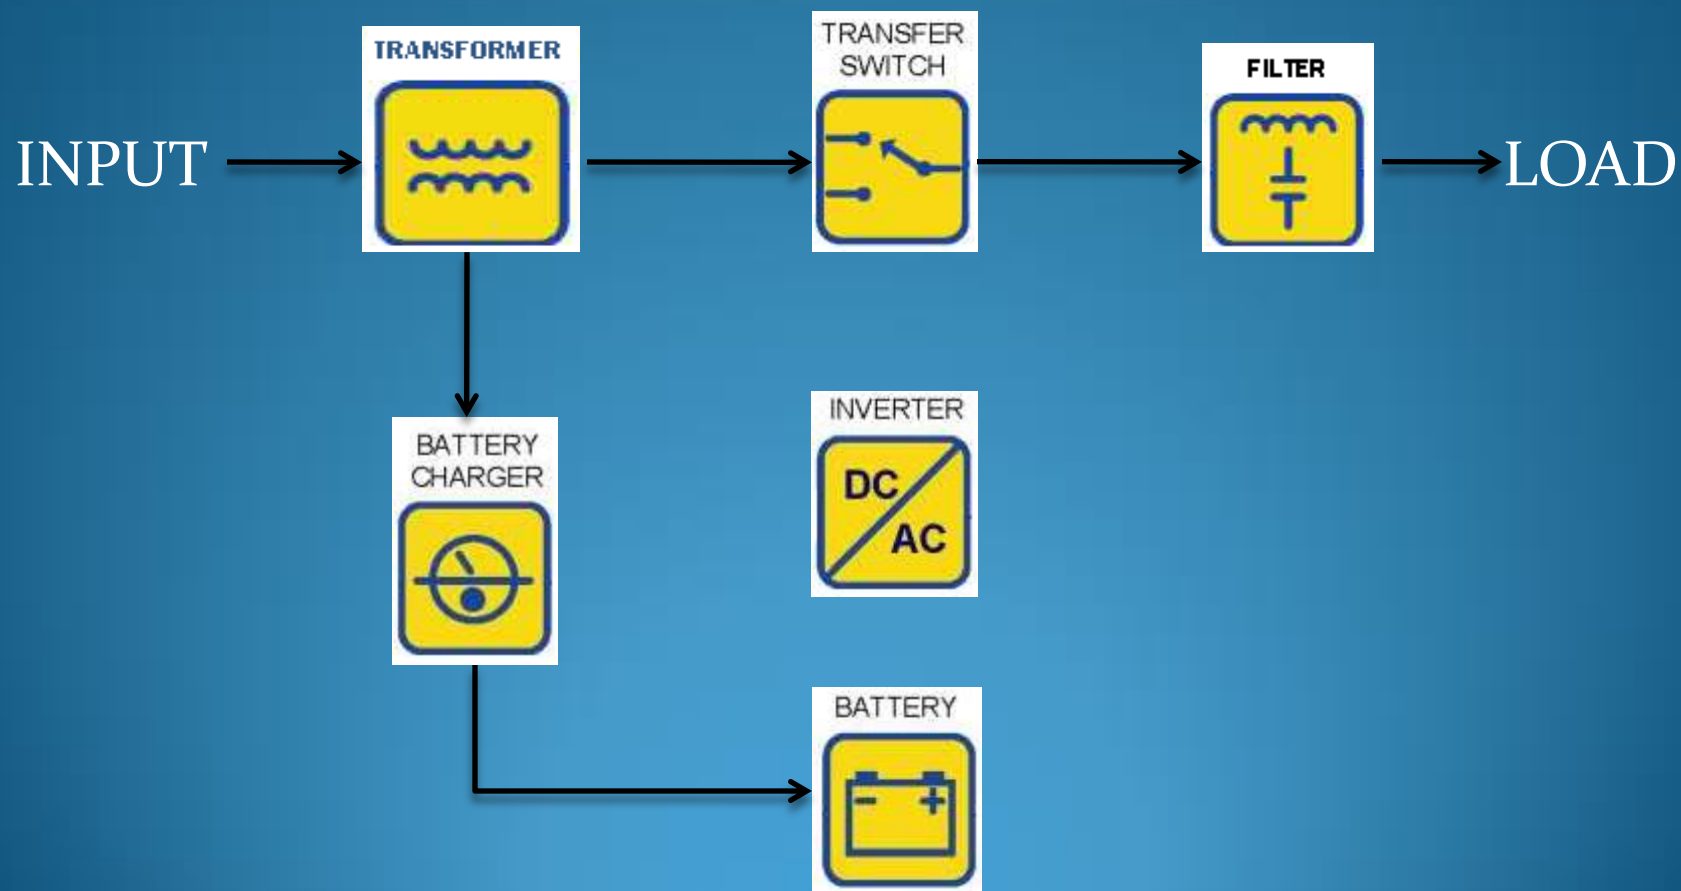 INPUT
TRANSFORMER
TRANSFER
SWITCH
FILTER
LOAD
BATTERY
CHARGER
INVERTER
DC
AC
BATTERY
- +